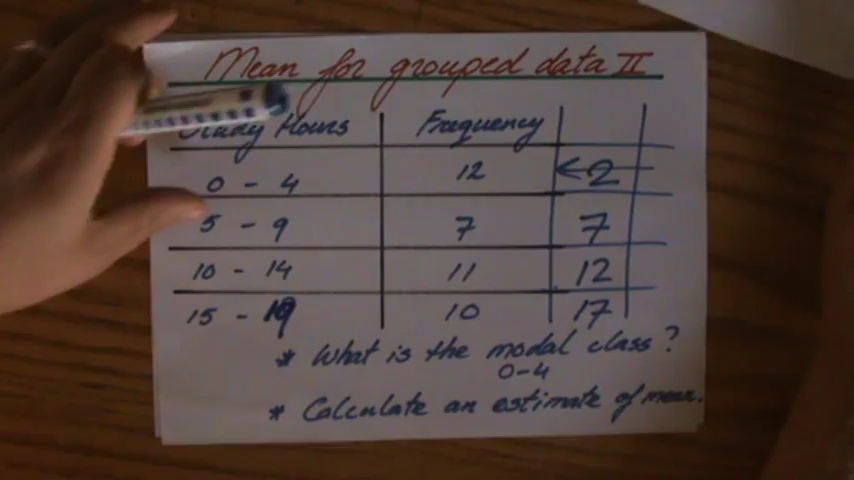 Mean for grouped data II
Study Hours Frequency
0 - 4 12 ← 2
5 - 9 7 7
10 - 14 11 12
15 - 19 10 17
* What is the modal class?
0-4
* Calculate an estimate of mean.